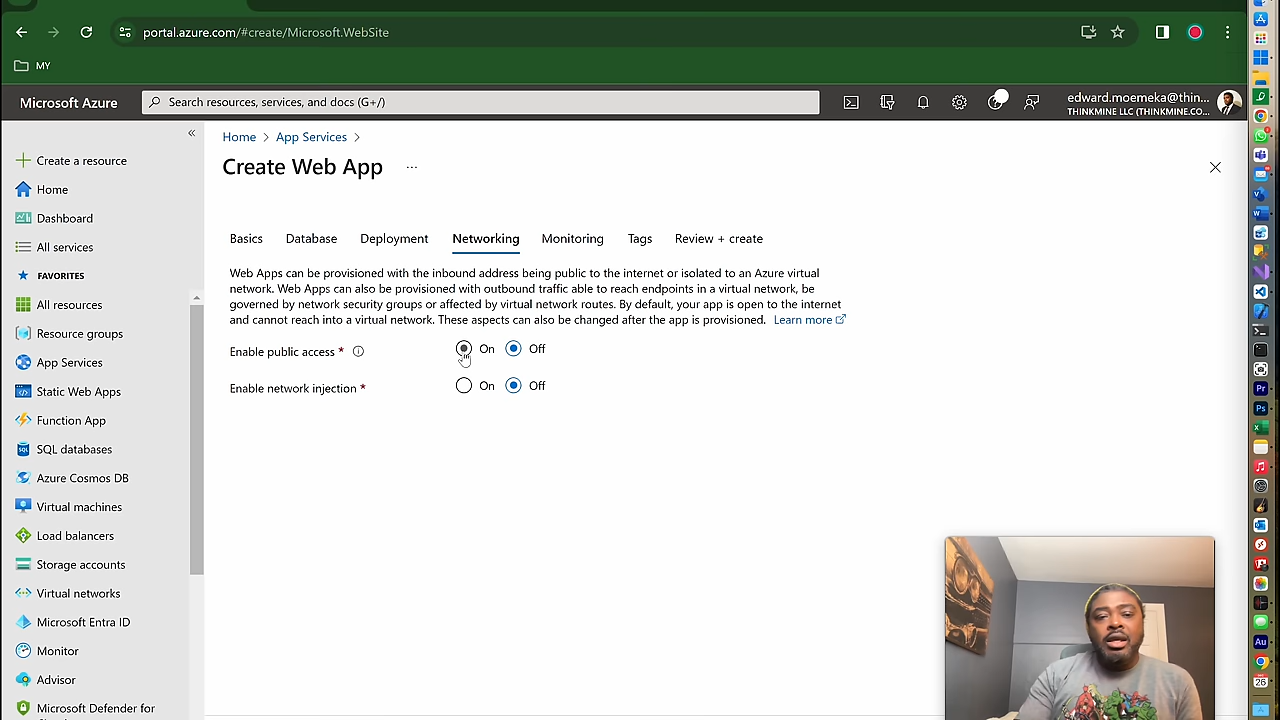 portal.azure.com/#create/Microsoft.WebSite
MY
Microsoft Azure
Search resources, services, and docs (G+/)
edward.moemeka@thin...
THINKMINE LLC (THINKMINE.CO...
Create a resource
Home
Dashboard
All services
FAVORITES
All resources
Resource groups
App Services
Static Web Apps
Function App
SQL databases
Azure Cosmos DB
Virtual machines
Load balancers
Storage accounts
Virtual networks
Microsoft Entra ID
Monitor
Advisor
Microsoft Defender for
Home > App Services >
Create Web App ...
Basics Database Deployment Networking Monitoring Tags Review + create
Web Apps can be provisioned with the inbound address being public to the internet or isolated to an Azure virtual
network. Web Apps can also be provisioned with outbound traffic able to reach endpoints in a virtual network, be
governed by network security groups or affected by virtual network routes. By default, your app is open to the internet
and cannot reach into a virtual network. These aspects can also be changed after the app is provisioned. Learn more
Enable public access * On Off
Enable network injection * On Off
Pr
Ps
Au
26